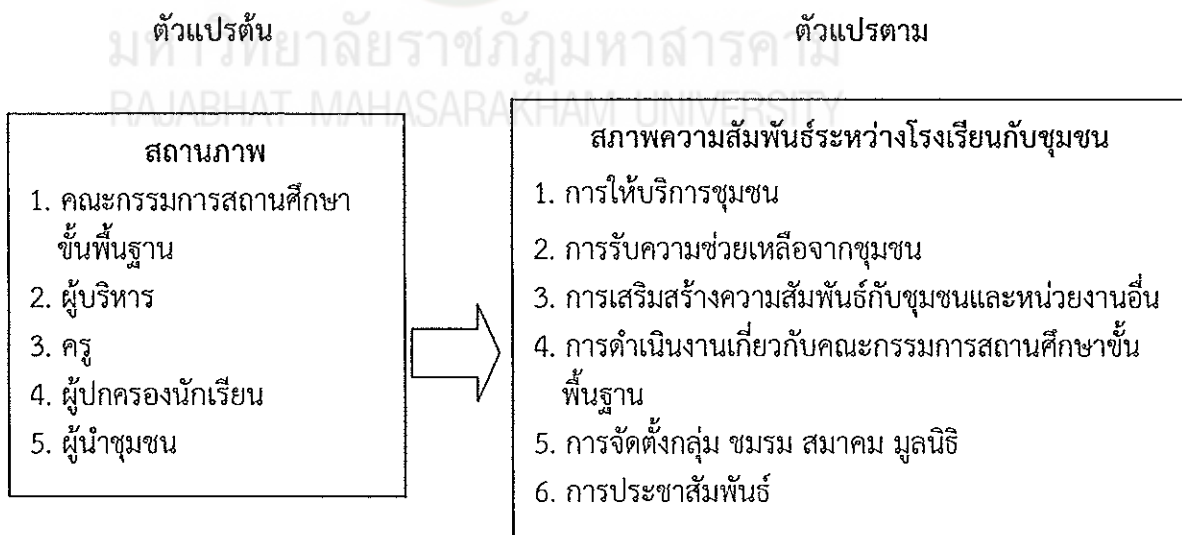 ตัวแปรต้น
ตัวแปรตาม
มหาวิทยาลัยราชภัฏมหาสารคาม
RAJABHAT MAHASARAKHAM UNIVERSITY
สถานภาพ
1. คณะกรรมการสถานศึกษา
ขั้นพื้นฐาน
2. ผู้บริหาร
3. ครู
4. ผู้ปกครองนักเรียน
5. ผู้นำชุมชน
สภาพความสัมพันธ์ระหว่างโรงเรียนกับชุมชน
1. การให้บริการชุมชน
2. การรับความช่วยเหลือจากชุมชน
3. การเสริมสร้างความสัมพันธ์กับชุมชนและหน่วยงานอื่น
4. การดำเนินงานเกี่ยวกับคณะกรรมการสถานศึกษาขั้น
พื้นฐาน
5. การจัดตั้งกลุ่ม ชมรม สมาคม มูลนิธิ
6. การประชาสัมพันธ์